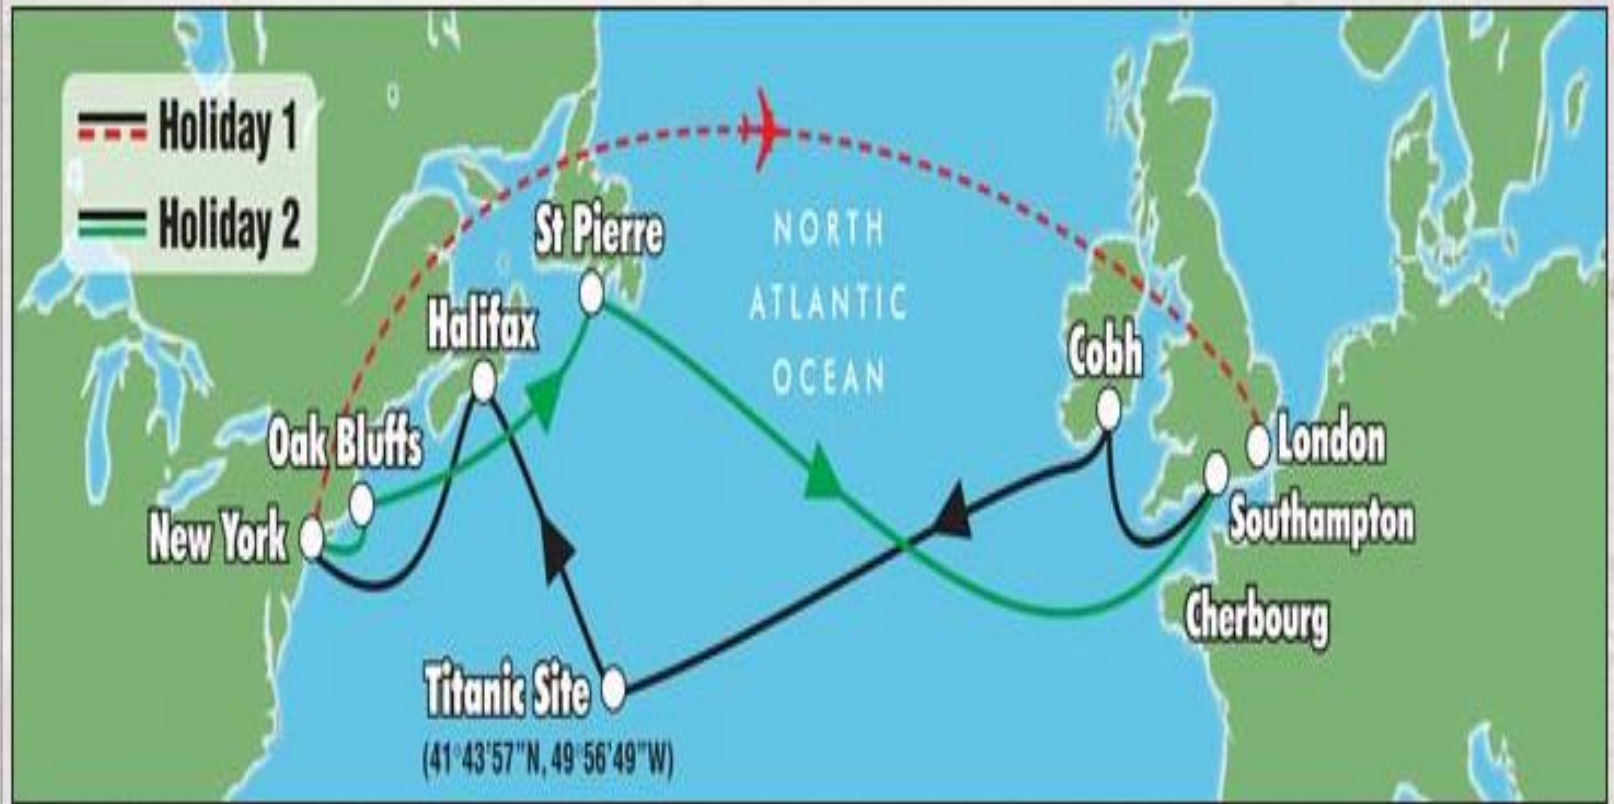 Holiday 1
Holiday 2
St Pierre
NORTH
ATLANTIC
OCEAN
Halifax
Cobh
Oak Bluffs
London
New York
Southampton
Cherbourg
Titanic Site
(41°43'57"N, 49°56'49"W)